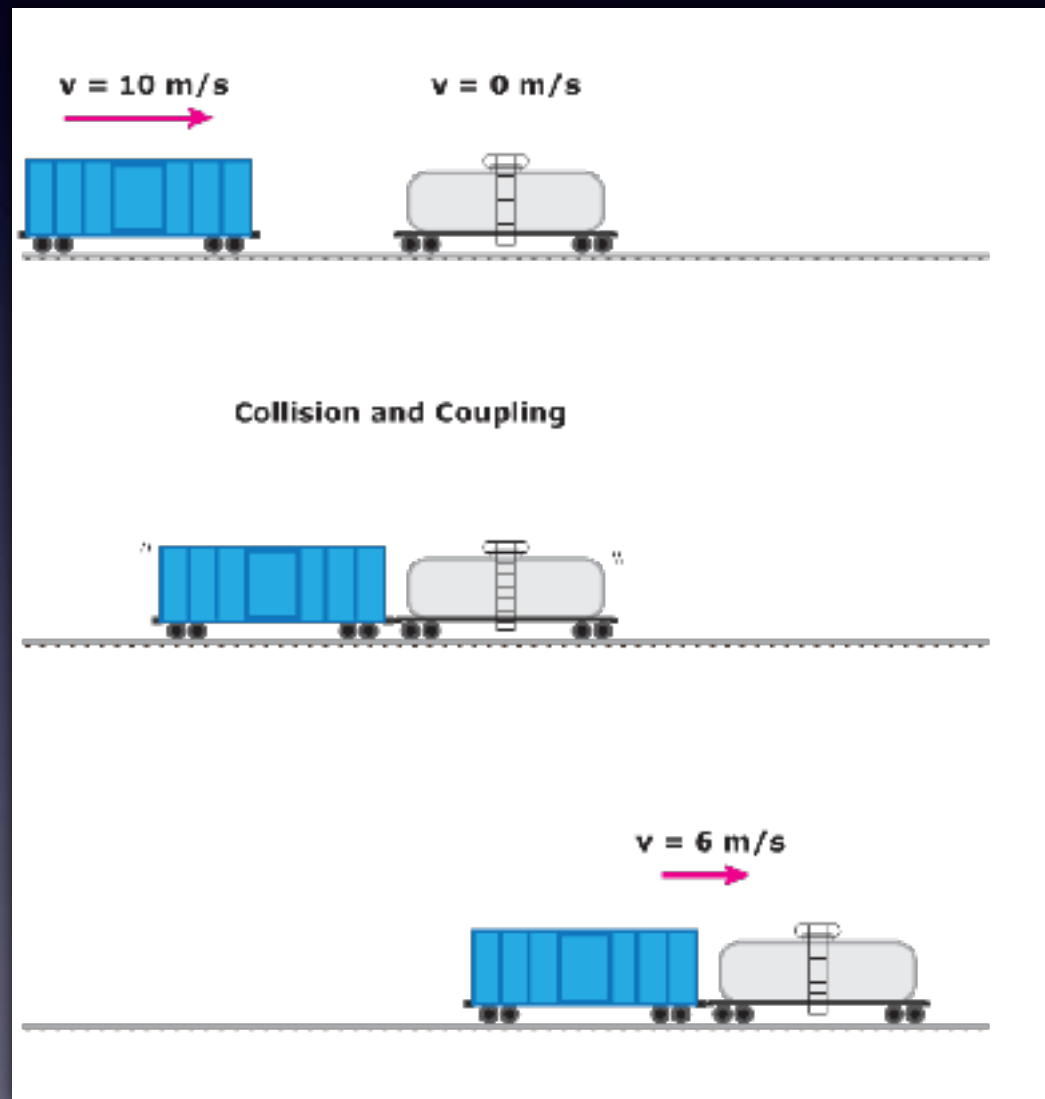 v = 10 m/s
v = 0 m/s
Collision and Coupling
v = 6 m/s